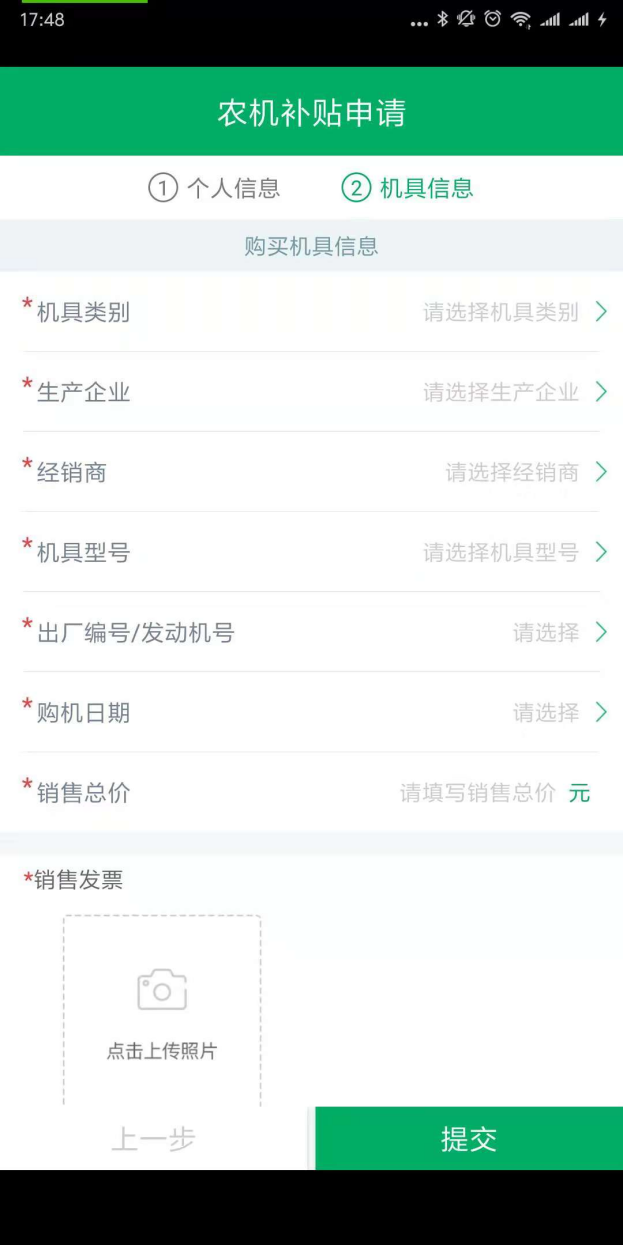 17:48
农机补贴申请
① 个人信息 ② 机具信息
购买机具信息
*机具类别 请选择机具类别
*生产企业 请选择生产企业
*经销商 请选择经销商
*机具型号 请选择机具型号
*出厂编号/发动机号 请选择
*购机日期 请选择
*销售总价 请填写销售总价 元
*销售发票
点击上传照片
上一步 提交